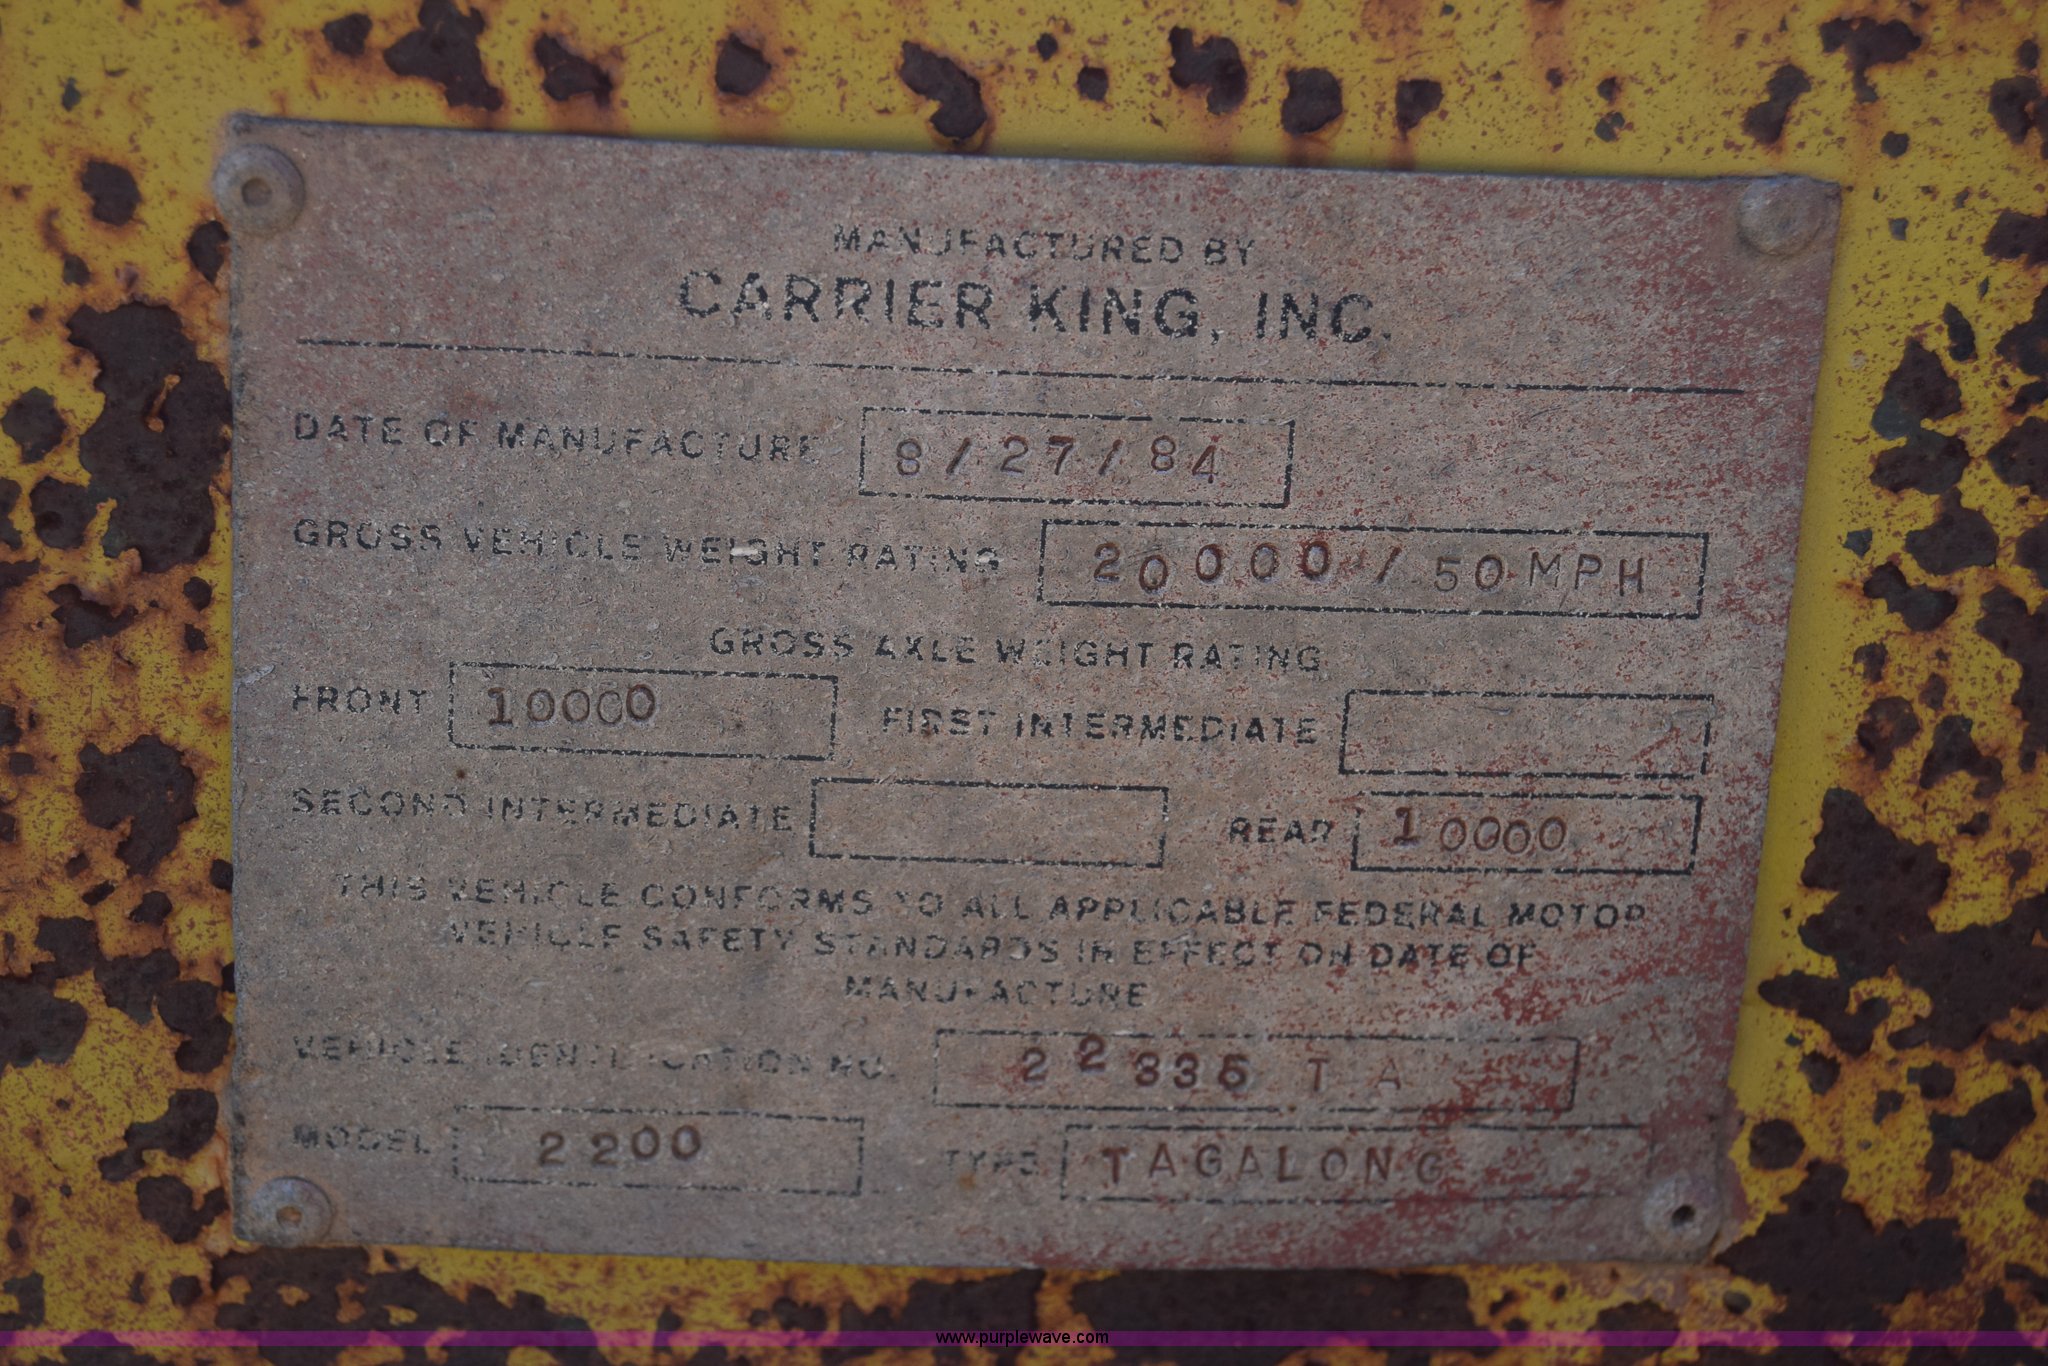 MANUFACTURED BY
CARRIER KING, INC.
DATE OF MANUFACTURE 8/27/84
GROSS VEHICLE WEIGHT RATING 20000/50 MPH
GROSS AXLE WEIGHT RATING
FRONT 10000 FIRST INTERMEDIATE
SECOND INTERMEDIATE REAR 10000
THIS VEHICLE CONFORMS TO ALL APPLICABLE FEDERAL MOTOR
VEHICLE SAFETY STANDARDS IN EFFECT ON DATE OF
MANUFACTURE
VEHICLE IDENTIFICATION NO. 22335 TA
MODEL 2200 TYPE TAGALONG
www.purplewave.com